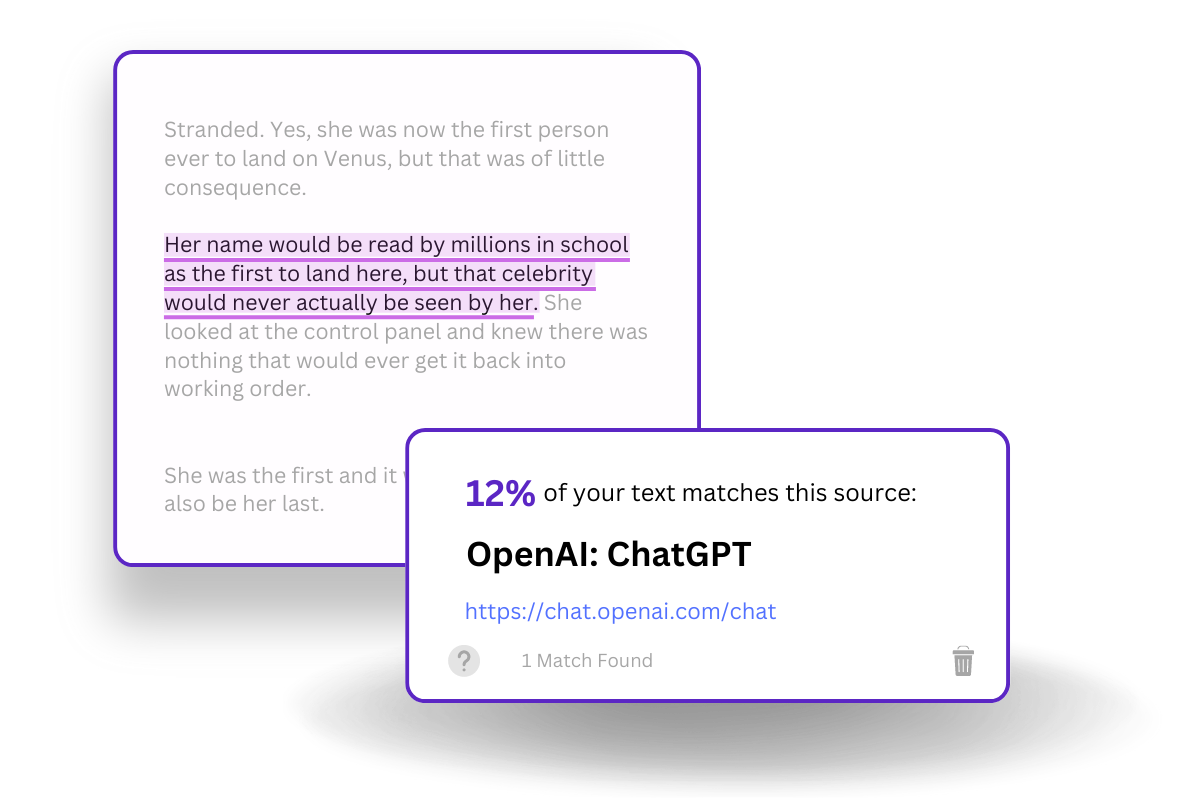 Stranded. Yes, she was now the first person
ever to land on Venus, but that was of little
consequence.
Her name would be read by millions in school
as the first to land here, but that celebrity
would never actually be seen by her. She
looked at the control panel and knew there was
nothing that would ever get it back into
working order.
She was the first and it
also be her last.
12% of your text matches this source:
OpenAI: ChatGPT
https://chat.openai.com/chat
?
1 Match Found